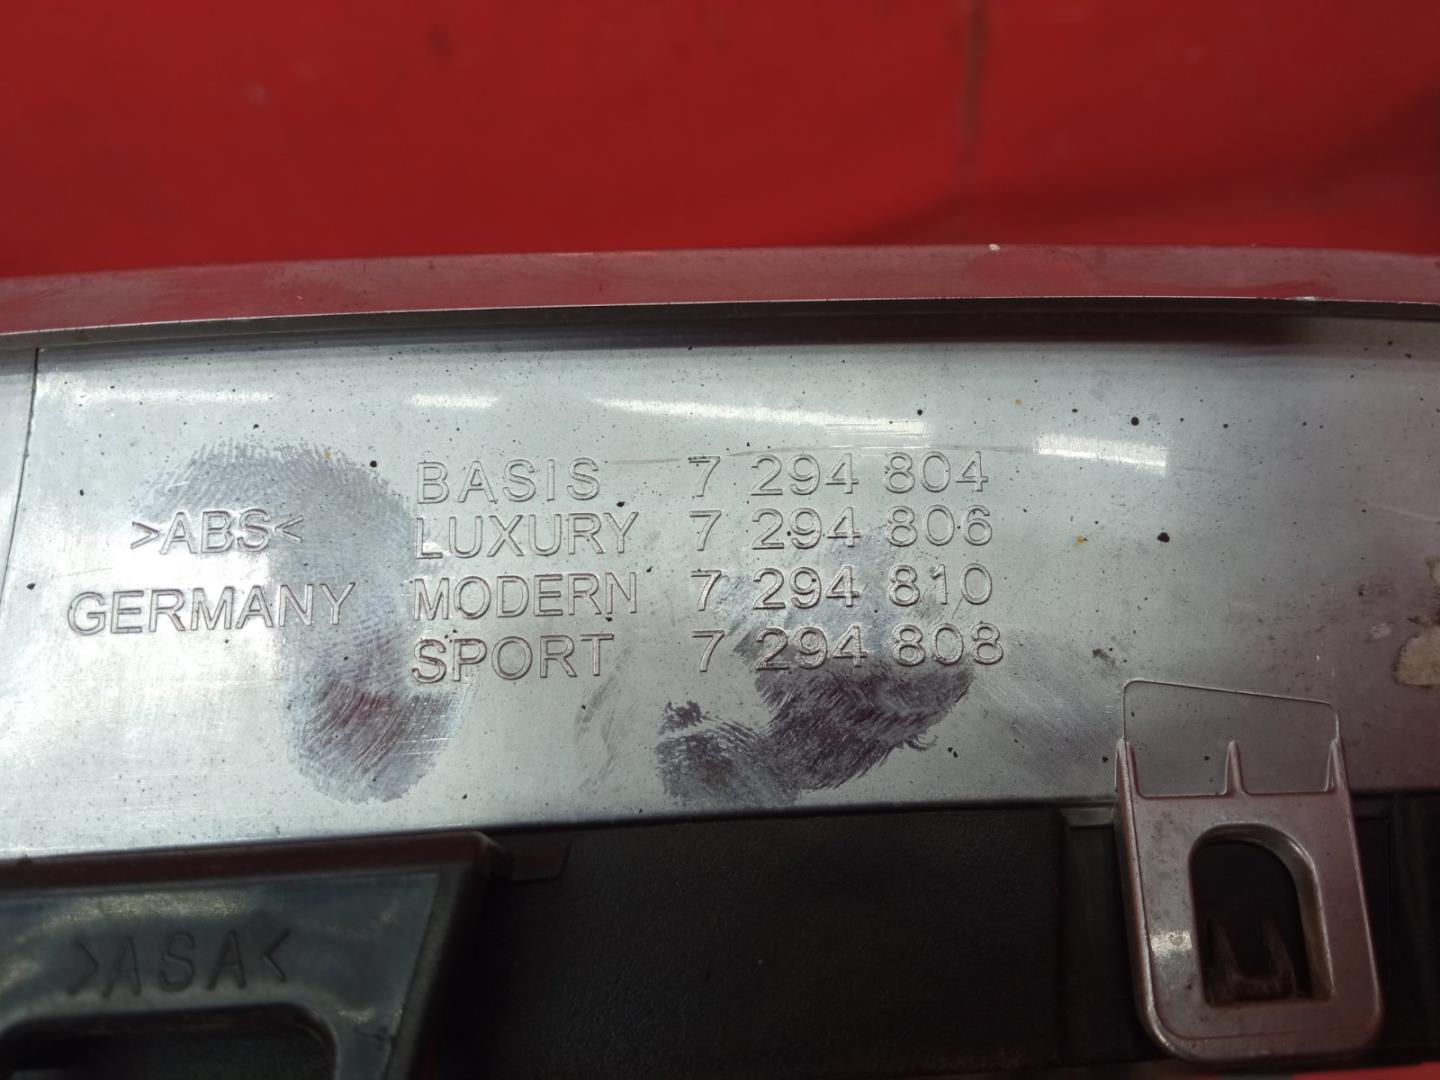 BASIS 7 294 804
>ABS< LUXURY 7 294 806
GERMANY MODERN 7 294 810
SPORT 7 294 808
>ASA<